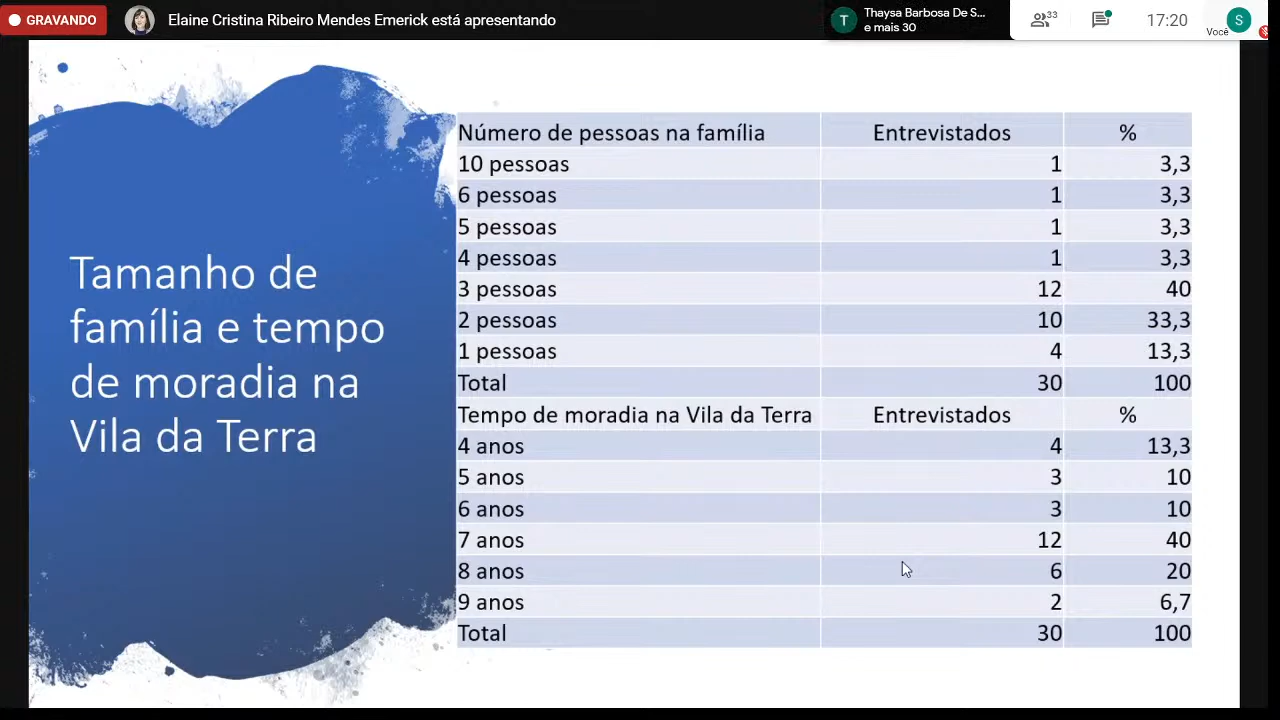 GRAVANDO
Elaine Cristina Ribeiro Mendes Emerick está apresentando
T
Thaysa Barbosa De S...
e mais 30
33
17:20
Você
S
Tamanho de
família e tempo
de moradia na
Vila da Terra
Número de pessoas na família Entrevistados %
10 pessoas 1 3,3
6 pessoas 1 3,3
5 pessoas 1 3,3
4 pessoas 1 3,3
3 pessoas 12 40
2 pessoas 10 33,3
1 pessoas 4 13,3
Total 30 100
Tempo de moradia na Vila da Terra Entrevistados %
4 anos 4 13,3
5 anos 3 10
6 anos 3 10
7 anos 12 40
8 anos 6 20
9 anos 2 6,7
Total 30 100